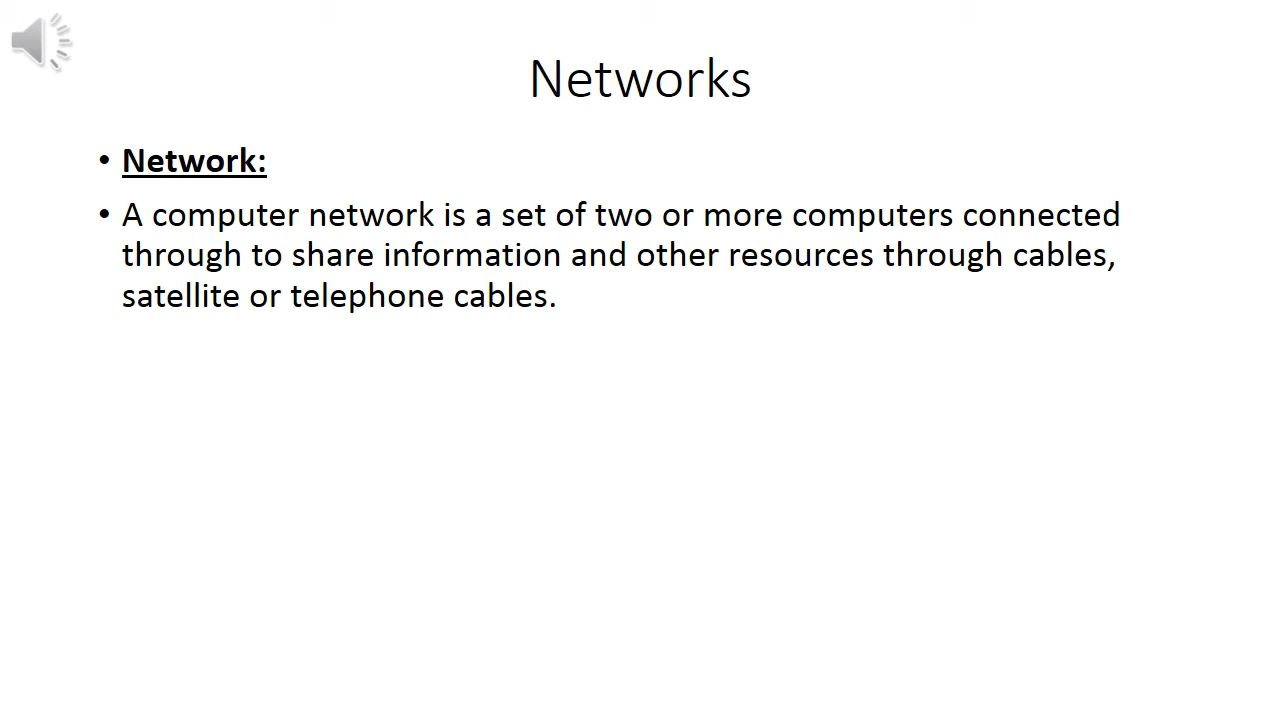 Networks
• Network:
• A computer network is a set of two or more computers connected
through to share information and other resources through cables,
satellite or telephone cables.